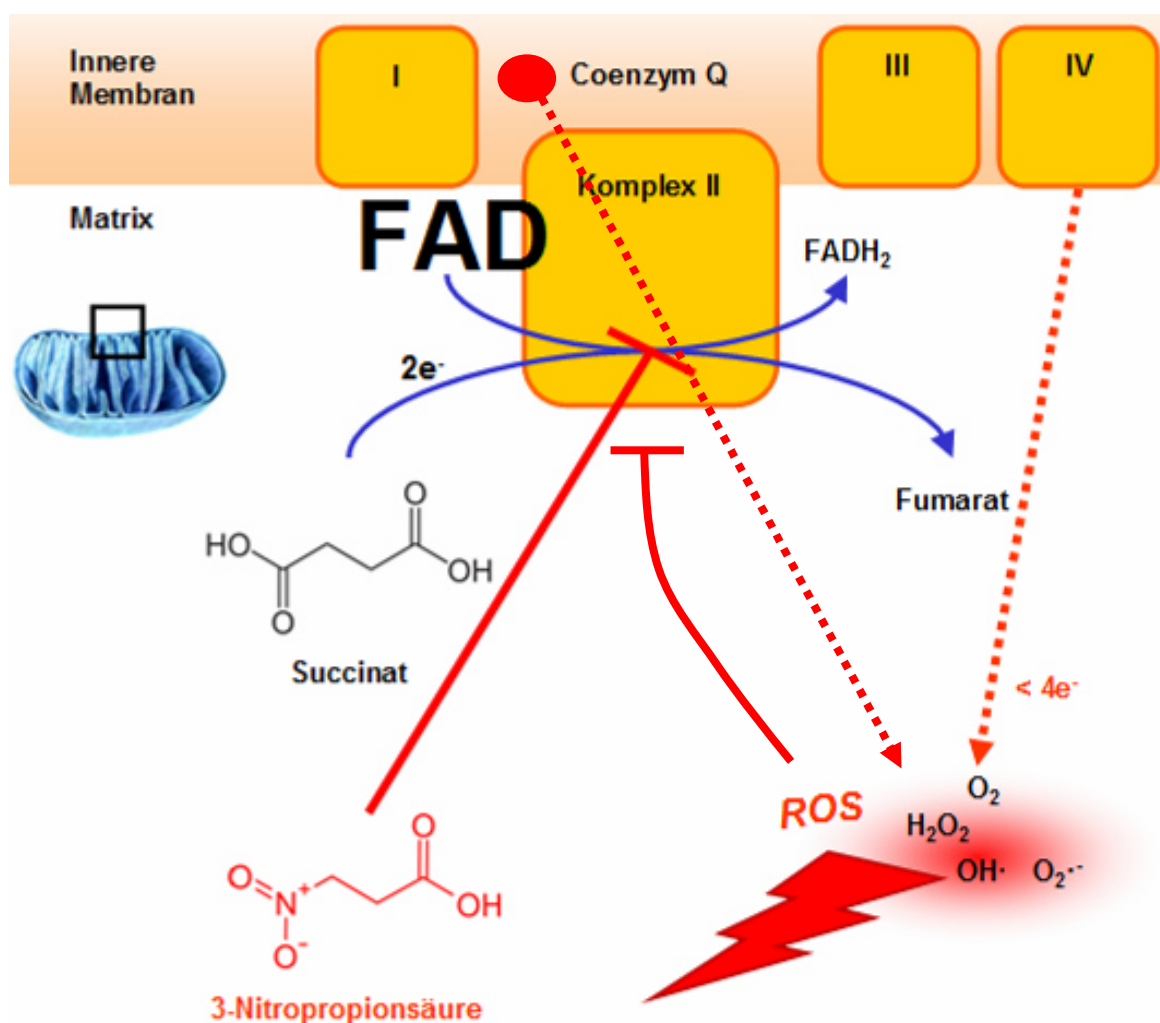 Innere
Membran
I
Coenzym Q
III
IV
Komplex II
Matrix
FAD
FADH₂
2e⁻
Fumarat
O
HO
OH
O
Succinat
< 4e⁻
O₂
ROS
H₂O₂
OH· O₂·⁻
O
O
N⁺
OH
O⁻
3-Nitropropionsäure